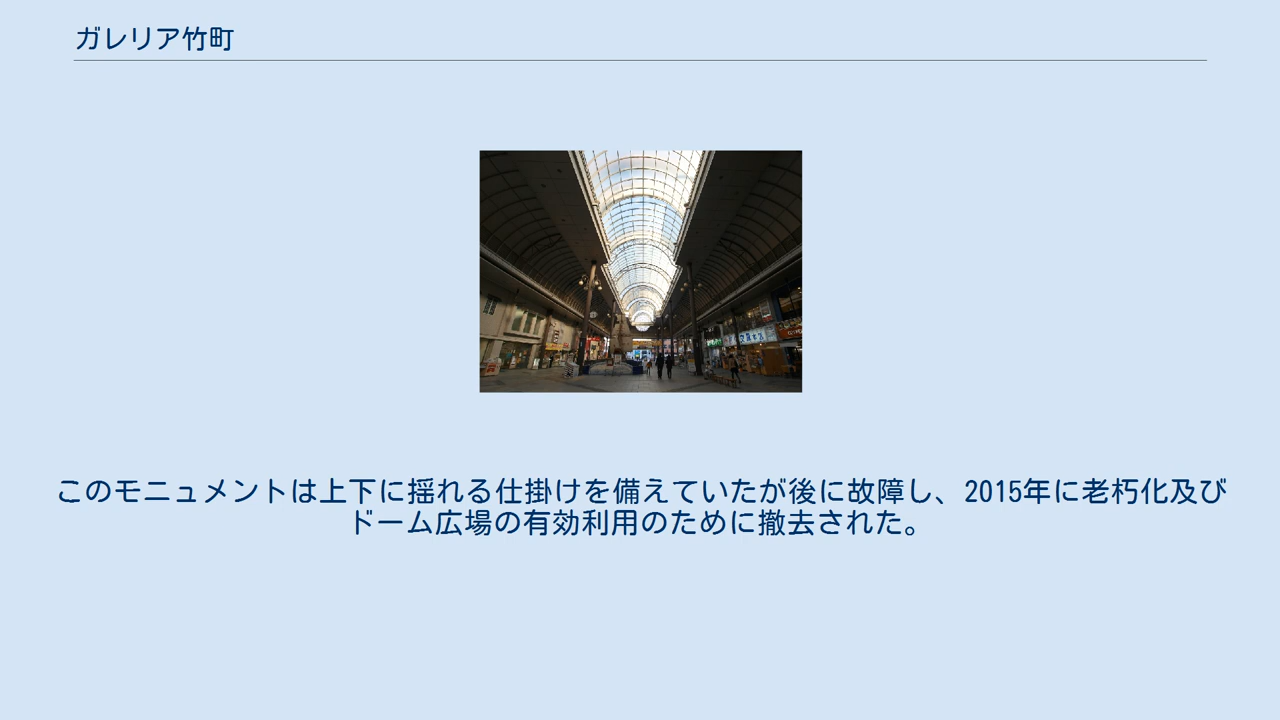 ガレリア竹町
このモニュメントは上下に揺れる仕掛けを備えていたが後に故障し、2015年に老朽化及び
ドーム広場の有効利用のために撤去された。